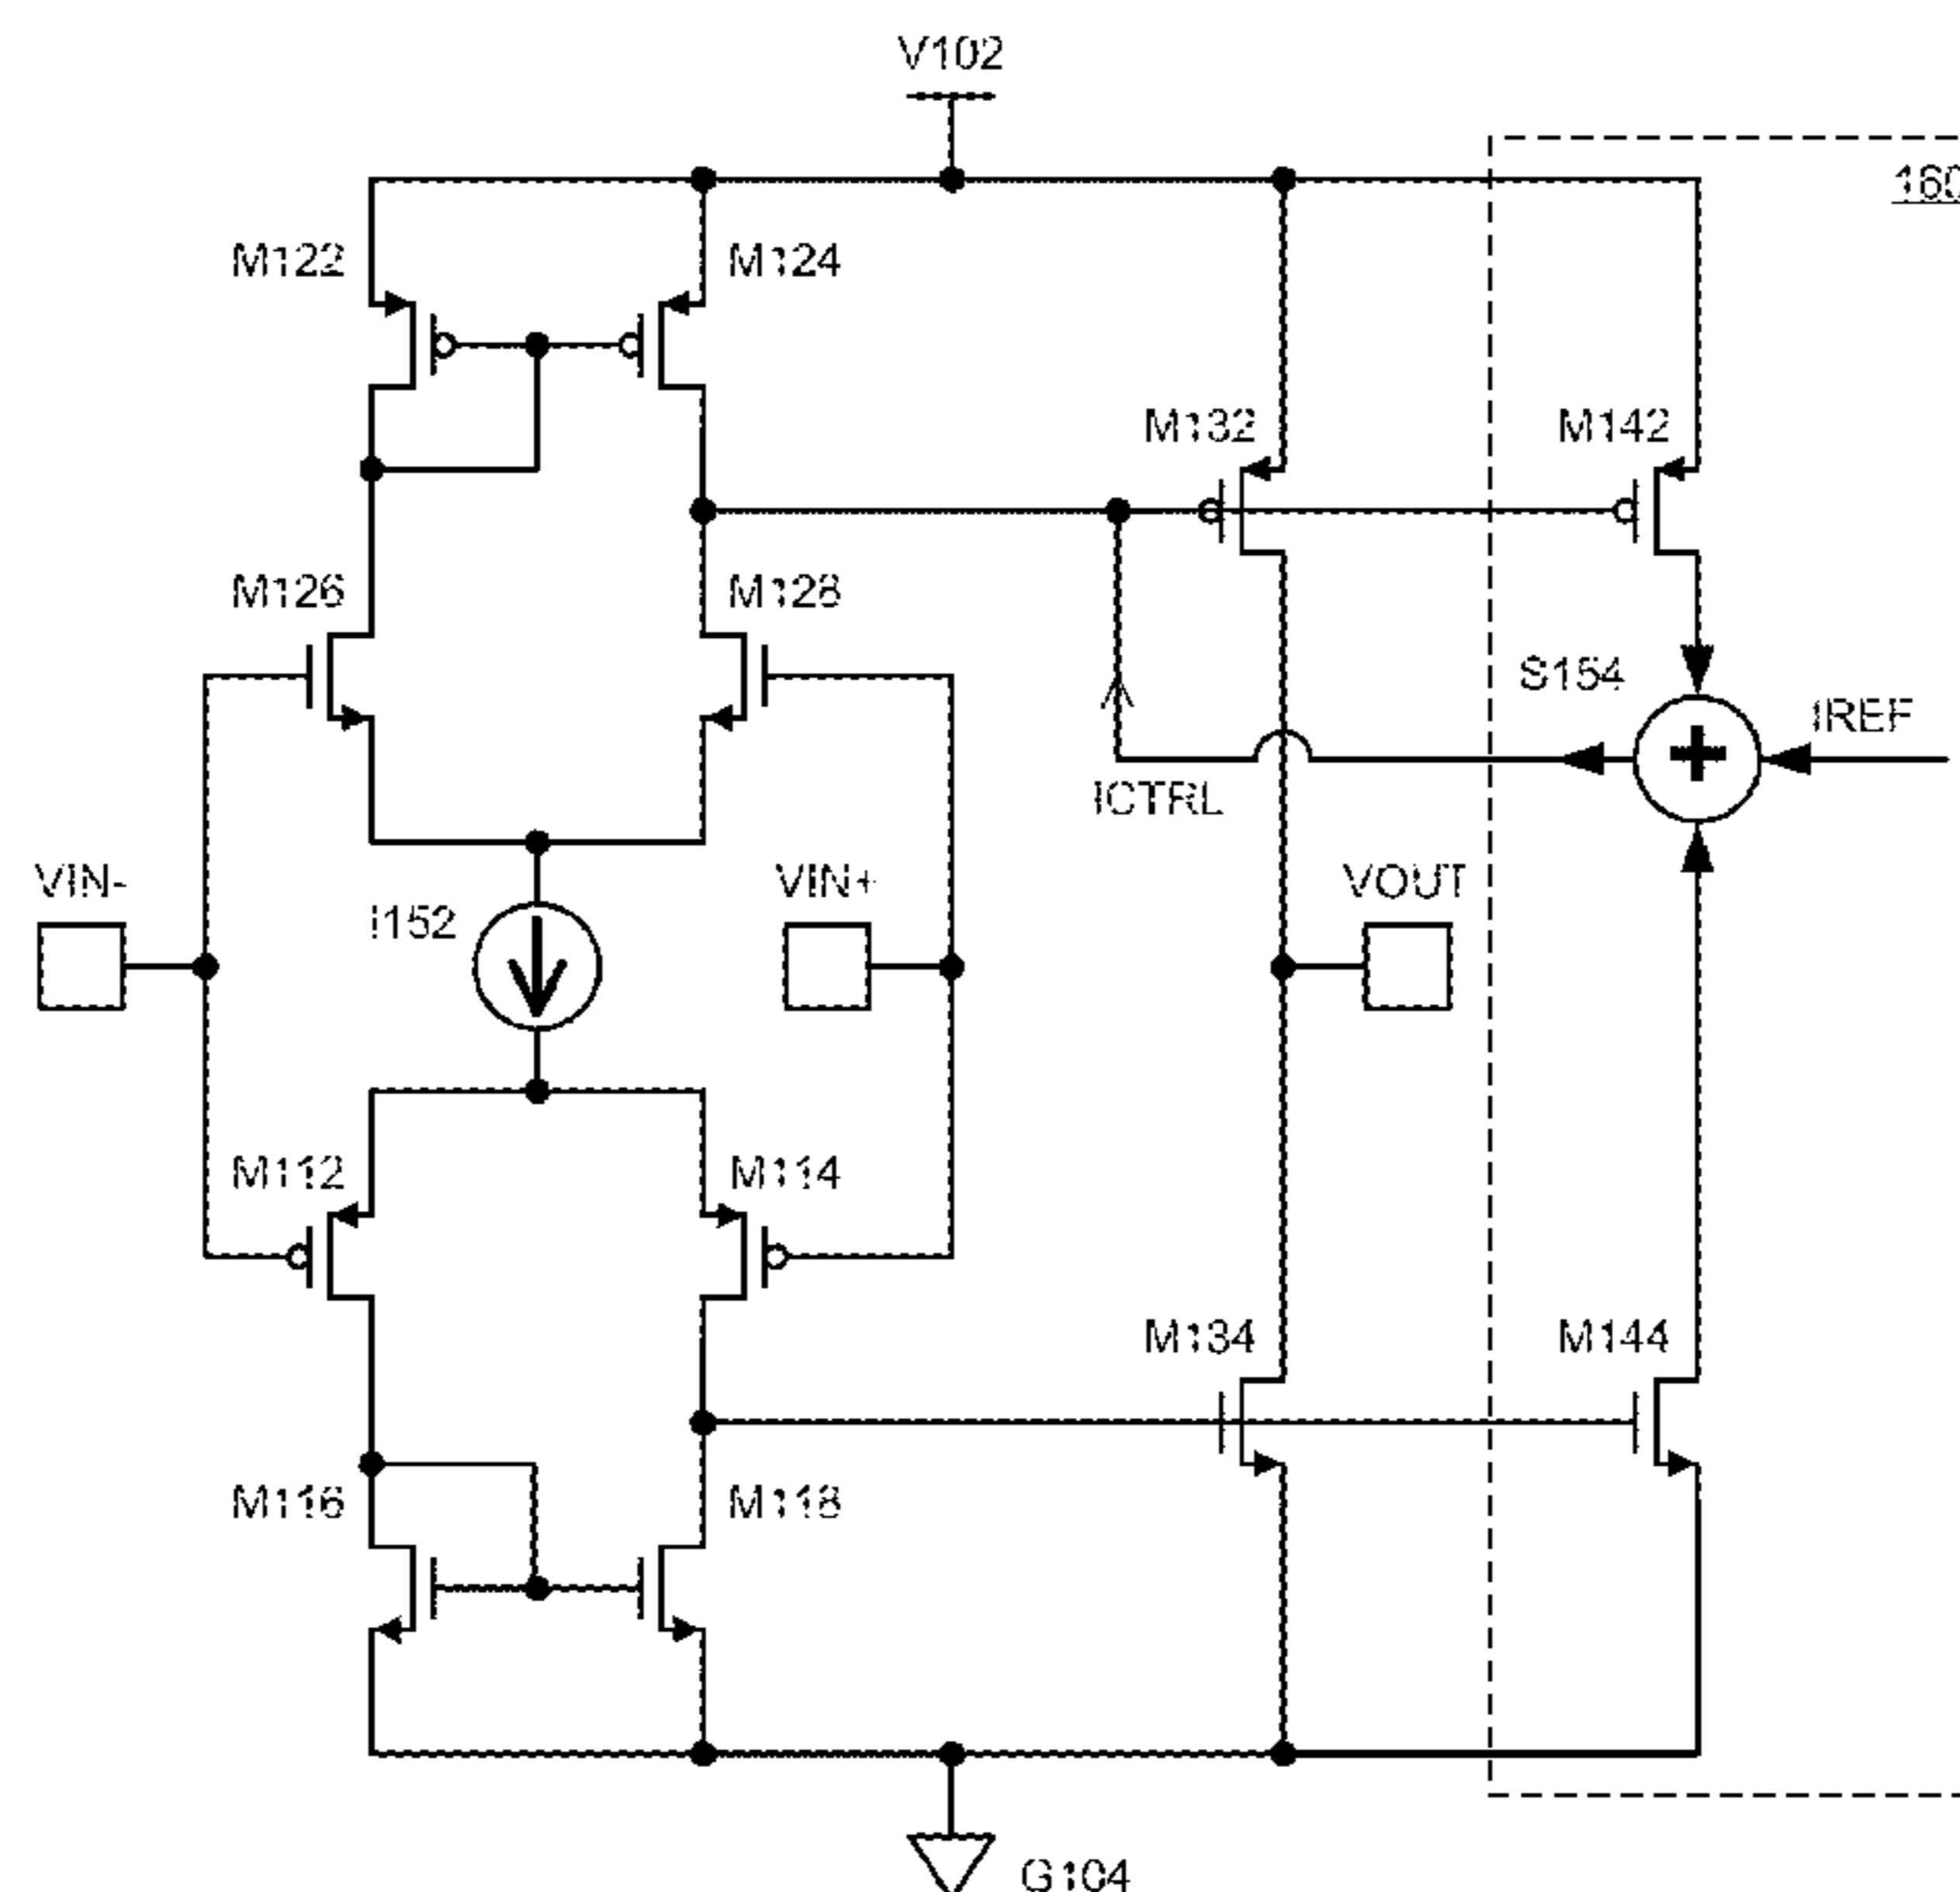 V102
160
M122
M124
M132
M142
M126
M128
S154
IREF
ICTRL
VIN-
I152
VIN+
VOUT
M112
M114
M134
M144
M116
M118
G104